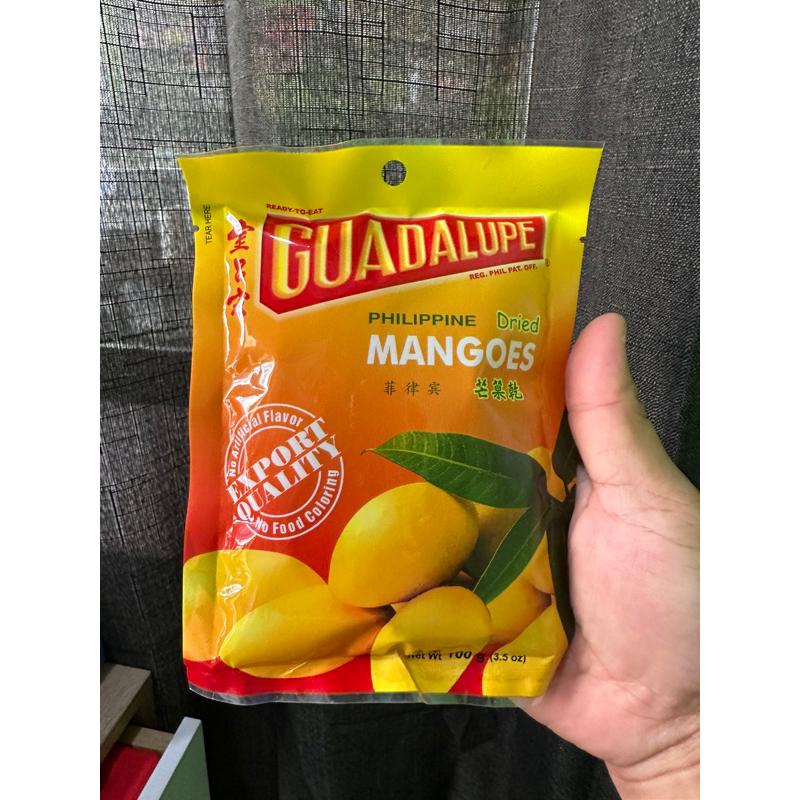 TEAR HERE
READY-TO-EAT
GUADALUPE
REG. PHIL PAT. OFF.
PHILIPPINE Dried
MANGOES
菲律宾 芒菓乾
No Artificial Flavor
EXPORT
QUALITY
No Food Coloring
Net Wt 100 g (3.5 oz)